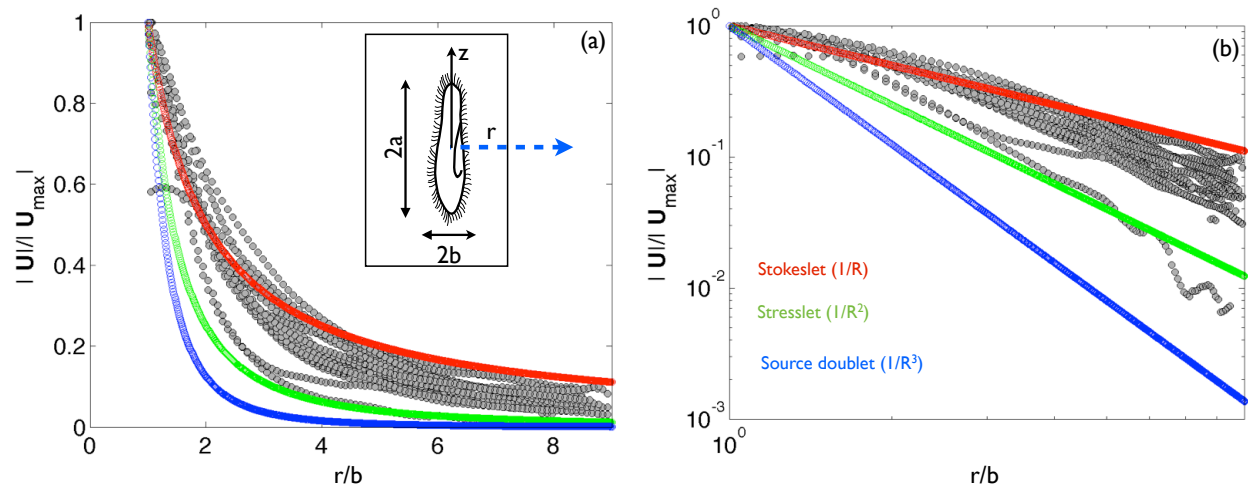 (a)
1
0.8
0.6
0.4
0.2
0
0 2 4 6 8
r/b
| U|/| U_max|
z
r
2a
2b
(b)
10^0
10^-1
10^-2
10^-3
10^0
r/b
| U|/| U_max|
Stokeslet (1/R)
Stresslet (1/R^2)
Source doublet (1/R^3)